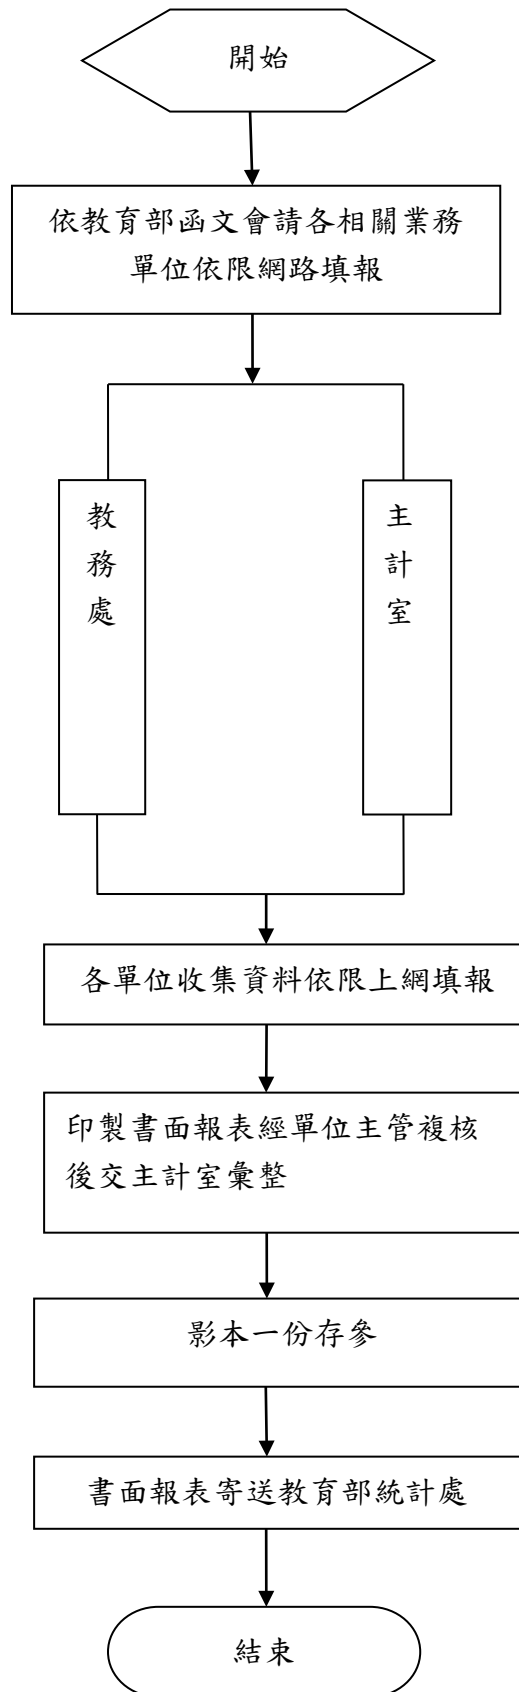 開始
依教育部函文會請各相關業務
單位依限網路填報
教務處
主計室
各單位收集資料依限上網填報
印製書面報表經單位主管複核
後交主計室彙整
影本一份存參
書面報表寄送教育部統計處
結束